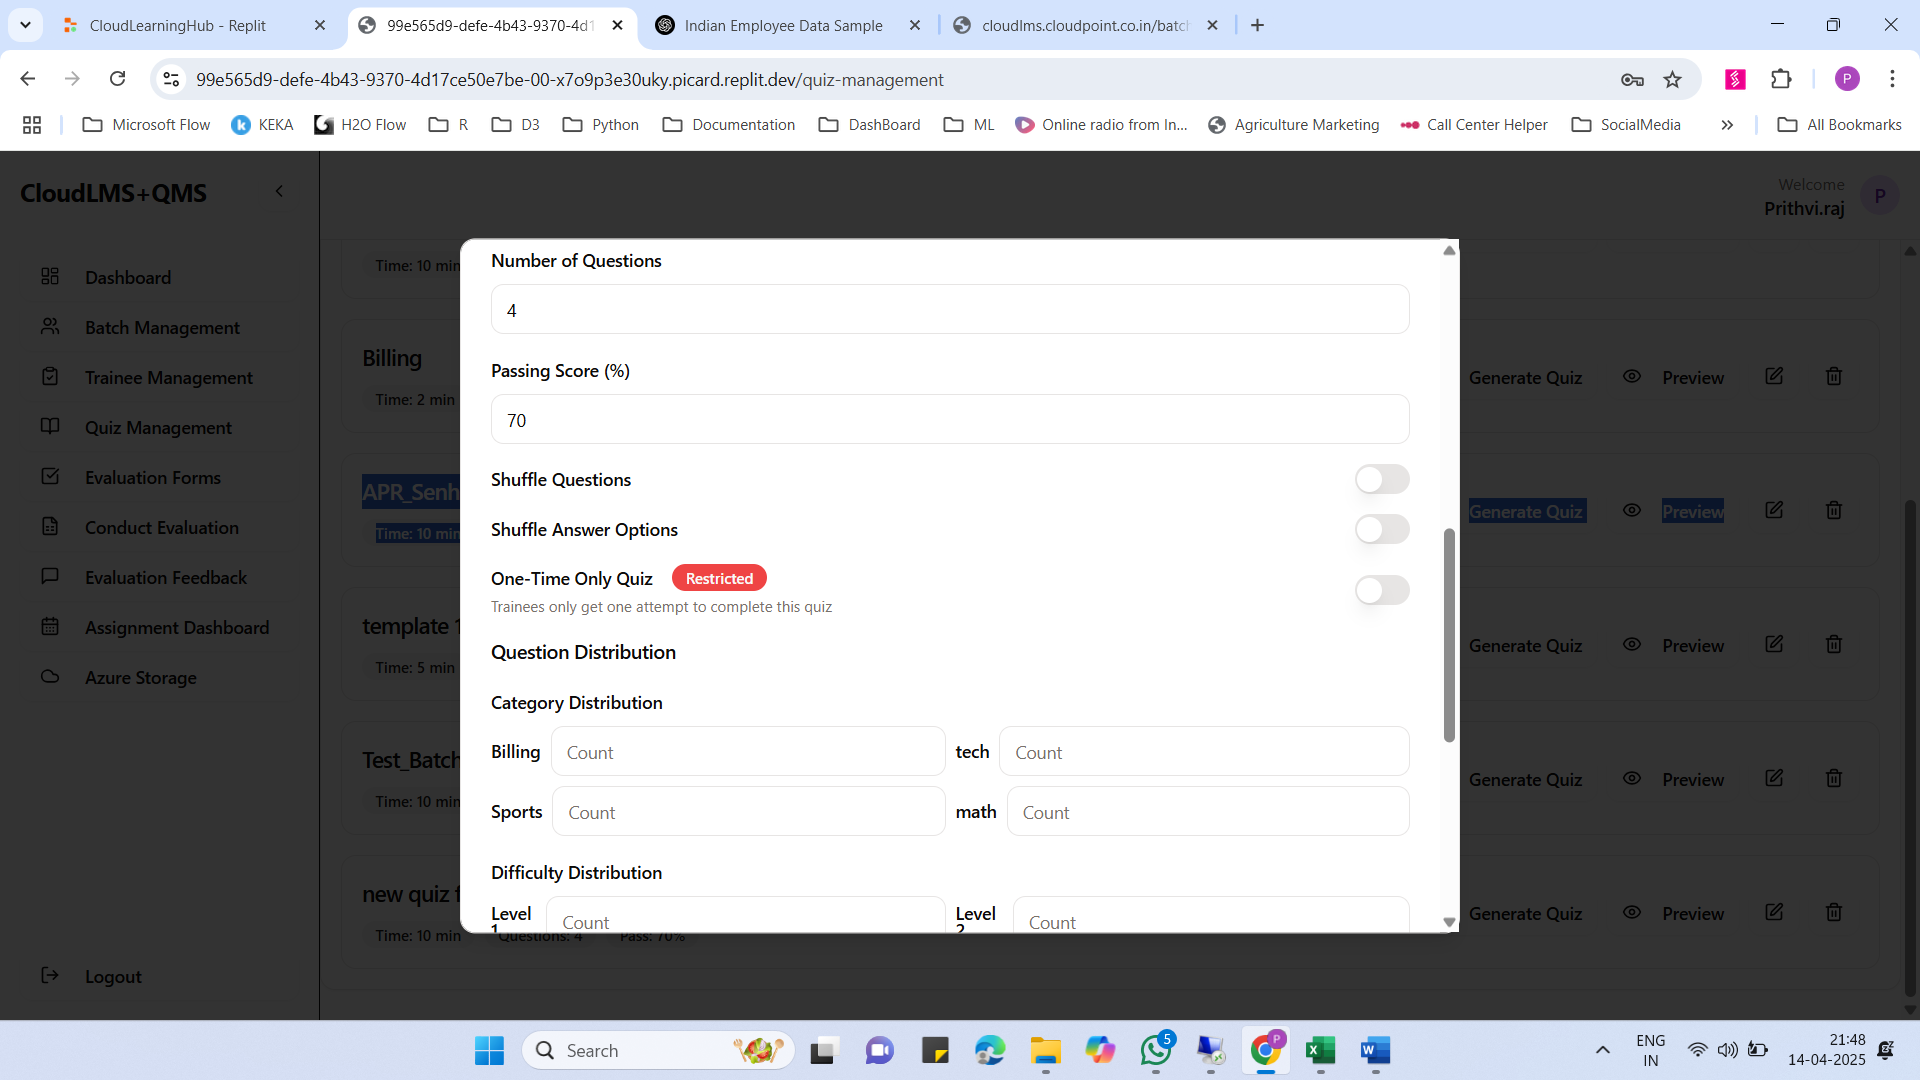 CloudLearningHub - Replit
99e565d9-defe-4b43-9370-4d1
Indian Employee Data Sample
cloudlms.cloudpoint.co.in/batch
99e565d9-defe-4b43-9370-4d17ce50e7be-00-x7o9p3e30uky.picard.replit.dev/quiz-management
P
Microsoft Flow
KEKA
H2O Flow
R
D3
Python
Documentation
DashBoard
ML
Online radio from In...
Agriculture Marketing
Call Center Helper
SocialMedia
All Bookmarks
CloudLMS+QMS
Welcome
Prithvi.raj
P
Dashboard
Batch Management
Trainee Management
Quiz Management
Evaluation Forms
Conduct Evaluation
Evaluation Feedback
Assignment Dashboard
Azure Storage
Logout
Time: 10 min
Billing
Time: 2 min
Generate Quiz
Preview
APR_Senh
Time: 10 min
Generate Quiz
Preview
template 1
Time: 5 min
Generate Quiz
Preview
Test_Batch
Time: 10 min
Generate Quiz
Preview
new quiz f
Time: 10 min
Questions: 4
Pass: 70%
Generate Quiz
Preview
Number of Questions
4
Passing Score (%)
70
Shuffle Questions
Shuffle Answer Options
One-Time Only Quiz
Restricted
Trainees only get one attempt to complete this quiz
Question Distribution
Category Distribution
Billing
Count
tech
Count
Sports
Count
math
Count
Difficulty Distribution
Level 1
Count
Level 2
Count
Search
5
P
ENG
IN
21:48
14-04-2025